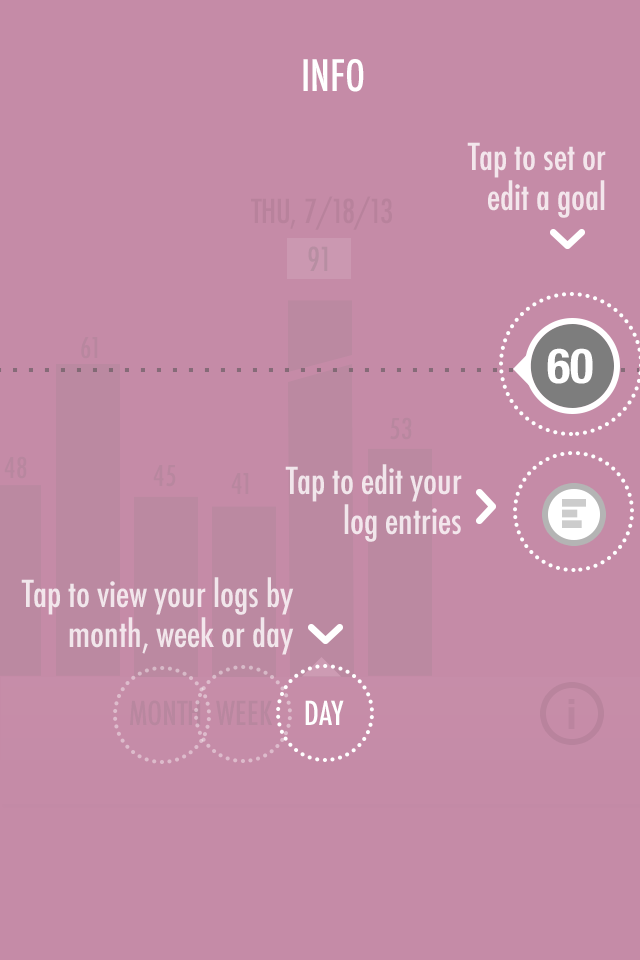 INFO
Tap to set or
edit a goal
THU, 7/18/13
91
61
60
53
48
45
41
Tap to edit your
log entries
Tap to view your logs by
month, week or day
MONTH
WEEK
DAY
i